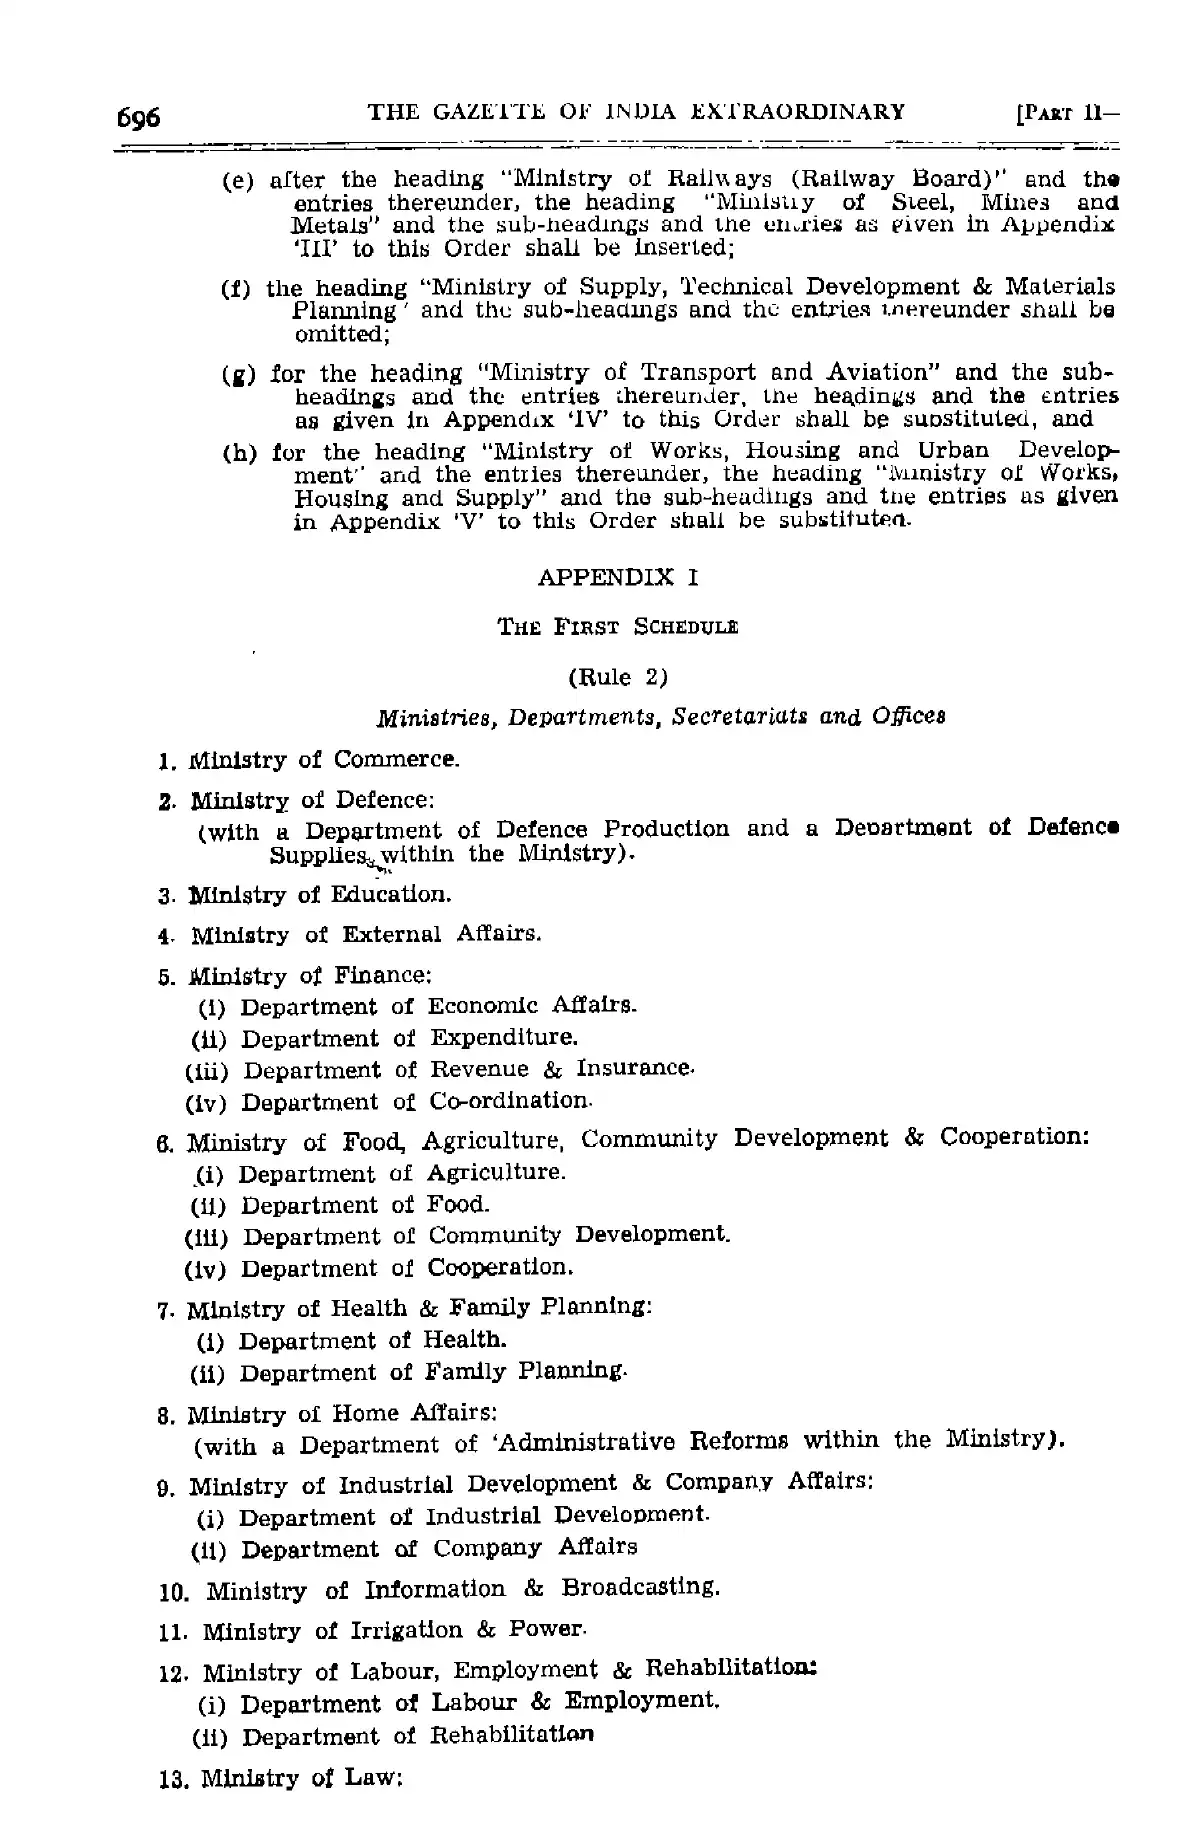 696 THE GAZETTE OF INDIA EXTRAORDINARY [PART II—
(e) after the heading "Ministry of Railways (Railway Board)" and the
entries thereunder, the heading "Ministry of Steel, Mines and
Metals" and the sub-headings and the entries as given in Appendix
'III' to this Order shall be inserted;
(f) the heading "Ministry of Supply, Technical Development & Materials
Planning' and the sub-headings and the entries thereunder shall be
omitted;
(g) for the heading "Ministry of Transport and Aviation" and the sub-
headings and the entries thereunder, the headings and the entries
as given in Appendix 'IV' to this Order shall be substituted, and
(h) for the heading "Ministry of Works, Housing and Urban Develop-
ment" and the entries thereunder, the heading "Ministry of Works,
Housing and Supply" and the sub-headings and the entries as given
in Appendix 'V' to this Order shall be substituted.
APPENDIX I
THE FIRST SCHEDULE
(Rule 2)
Ministries, Departments, Secretariats and Offices
1. Ministry of Commerce.
2. Ministry of Defence:
(with a Department of Defence Production and a Department of Defence
Supplies within the Ministry).
3. Ministry of Education.
4. Ministry of External Affairs.
5. Ministry of Finance:
(i) Department of Economic Affairs.
(ii) Department of Expenditure.
(iii) Department of Revenue & Insurance.
(iv) Department of Co-ordination.
6. Ministry of Food, Agriculture, Community Development & Cooperation:
(i) Department of Agriculture.
(ii) Department of Food.
(iii) Department of Community Development.
(iv) Department of Cooperation.
7. Ministry of Health & Family Planning:
(i) Department of Health.
(ii) Department of Family Planning.
8. Ministry of Home Affairs:
(with a Department of 'Administrative Reforms within the Ministry).
9. Ministry of Industrial Development & Company Affairs:
(i) Department of Industrial Development.
(ii) Department of Company Affairs
10. Ministry of Information & Broadcasting.
11. Ministry of Irrigation & Power.
12. Ministry of Labour, Employment & Rehabilitation:
(i) Department of Labour & Employment.
(ii) Department of Rehabilitation
13. Ministry of Law: